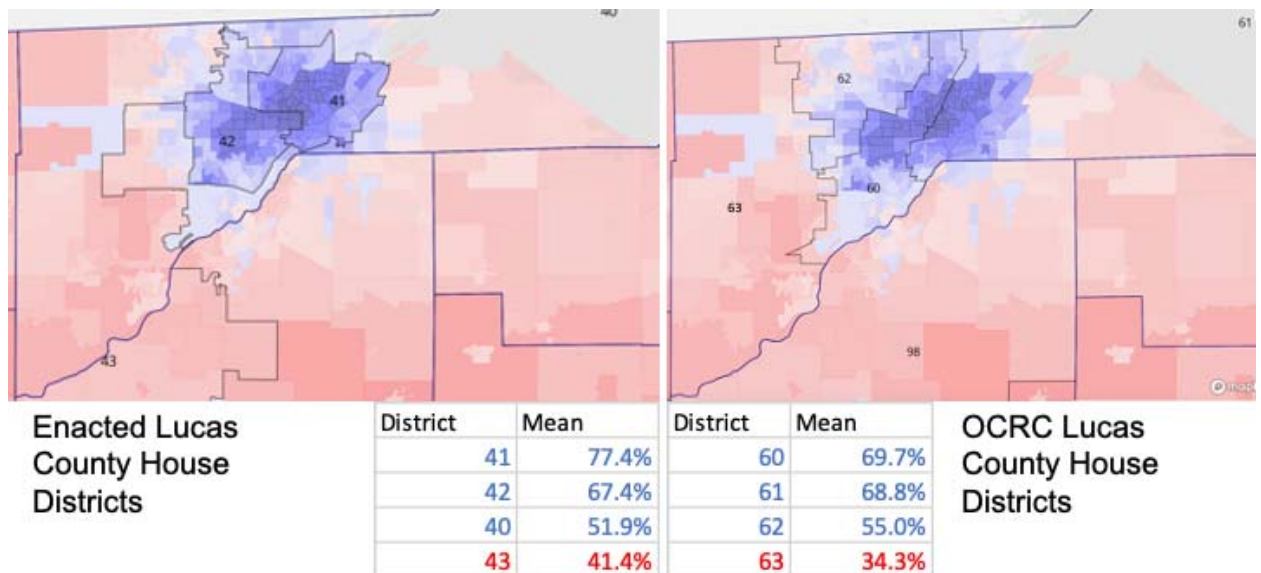 40
61
41
62
42
60
63
43
98
Enacted Lucas
County House
Districts
District Mean
41 77.4%
42 67.4%
40 51.9%
43 41.4%
District Mean
60 69.7%
61 68.8%
62 55.0%
63 34.3%
OCRC Lucas
County House
Districts